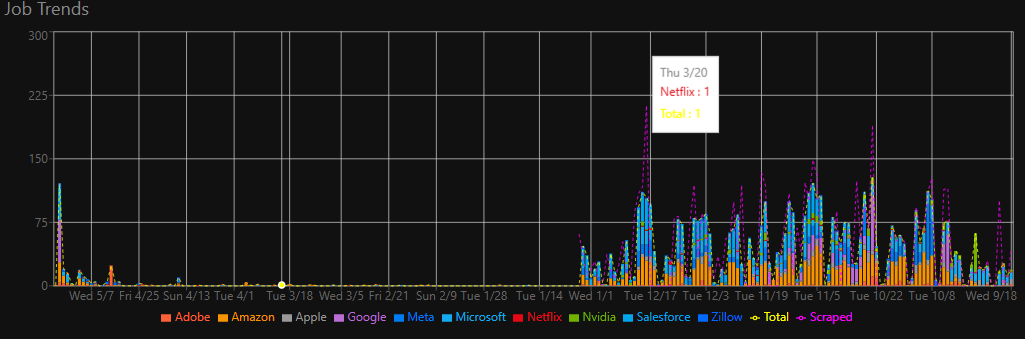 Job Trends
300
225
150
75
0
Thu 3/20
Netflix : 1
Total : 1
Wed 5/7 Fri 4/25 Sun 4/13 Tue 4/1 Tue 3/18 Wed 3/5 Fri 2/21 Sun 2/9 Tue 1/28 Tue 1/14 Wed 1/1 Tue 12/17 Tue 12/3 Tue 11/19 Tue 11/5 Tue 10/22 Tue 10/8 Wed 9/18
Adobe Amazon Apple Google Meta Microsoft Netflix Nvidia Salesforce Zillow Total Scraped